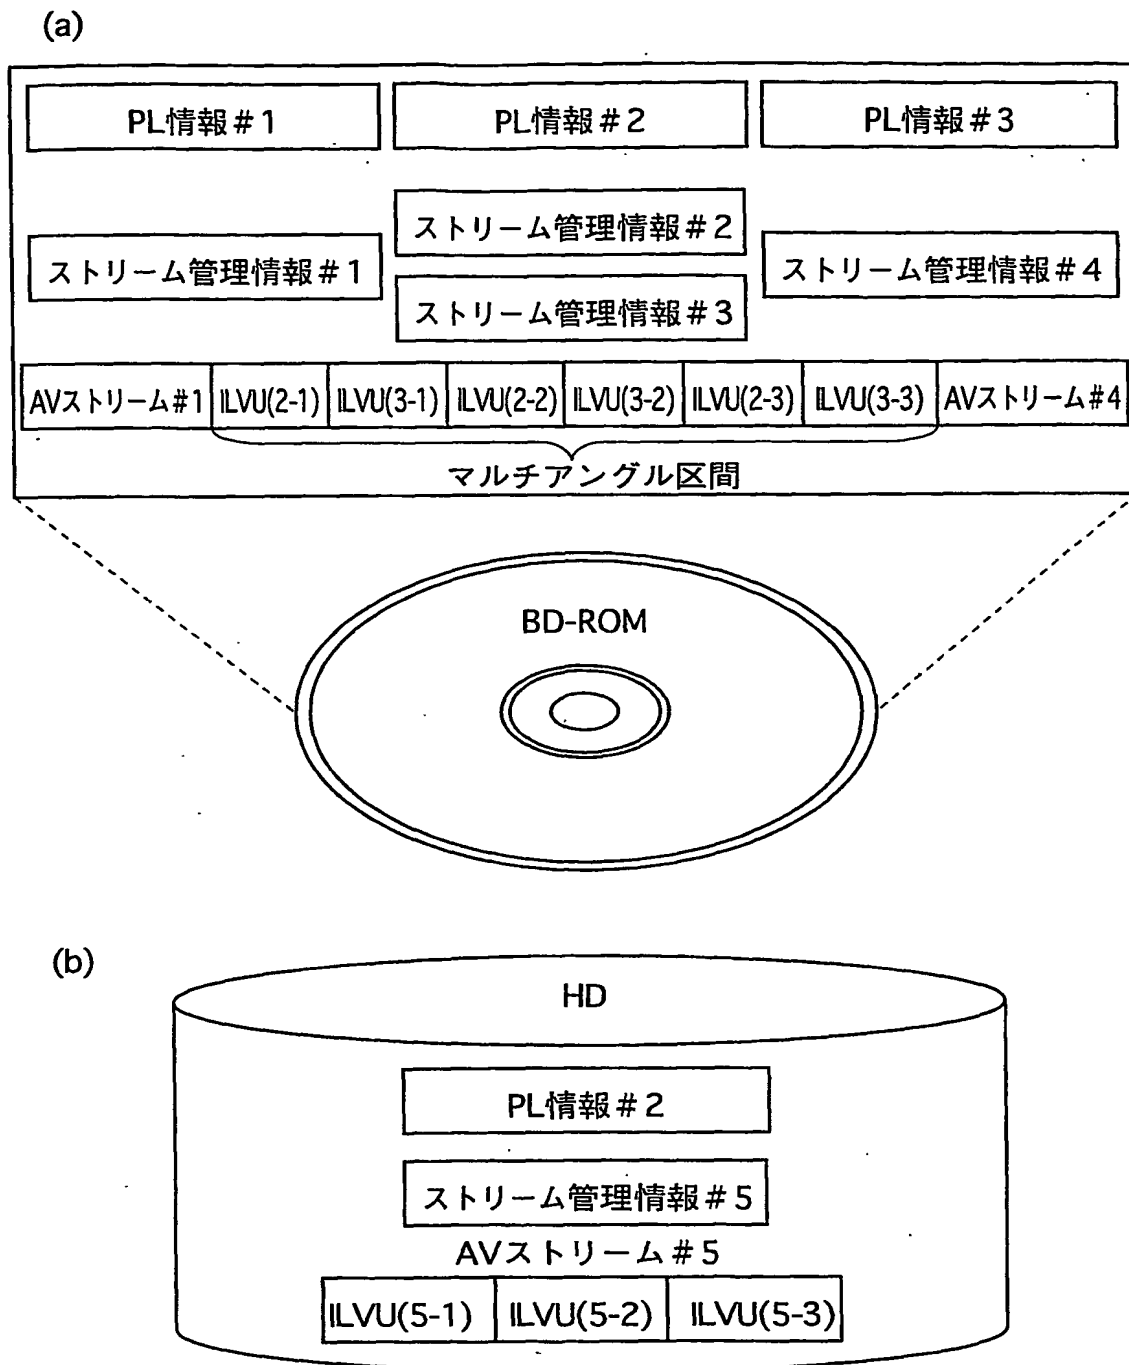 (a)
PL情報#1 PL情報#2 PL情報#3
ストリーム管理情報#2
ストリーム管理情報#1 ストリーム管理情報#4
ストリーム管理情報#3
AVストリーム#1 ILVU(2-1) ILVU(3-1) ILVU(2-2) ILVU(3-2) ILVU(2-3) ILVU(3-3) AVストリーム#4
マルチアングル区間
BD-ROM
(b)
HD
PL情報#2
ストリーム管理情報#5
AVストリーム#5
ILVU(5-1) ILVU(5-2) ILVU(5-3)